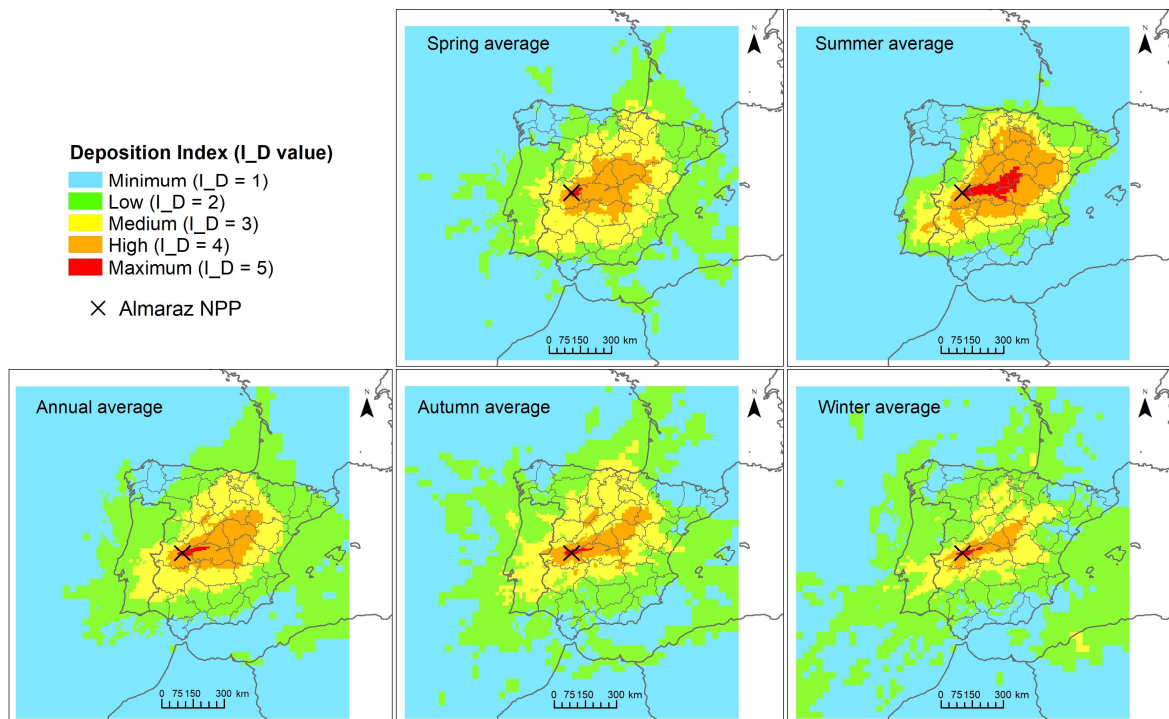 Spring average
N
0 75 150 300 km
Summer average
N
0 75 150 300 km
Deposition Index (I_D value)
Minimum (I_D = 1)
Low (I_D = 2)
Medium (I_D = 3)
High (I_D = 4)
Maximum (I_D = 5)
Almaraz NPP
Annual average
N
0 75 150 300 km
Autumn average
N
0 75 150 300 km
Winter average
N
0 75 150 300 km